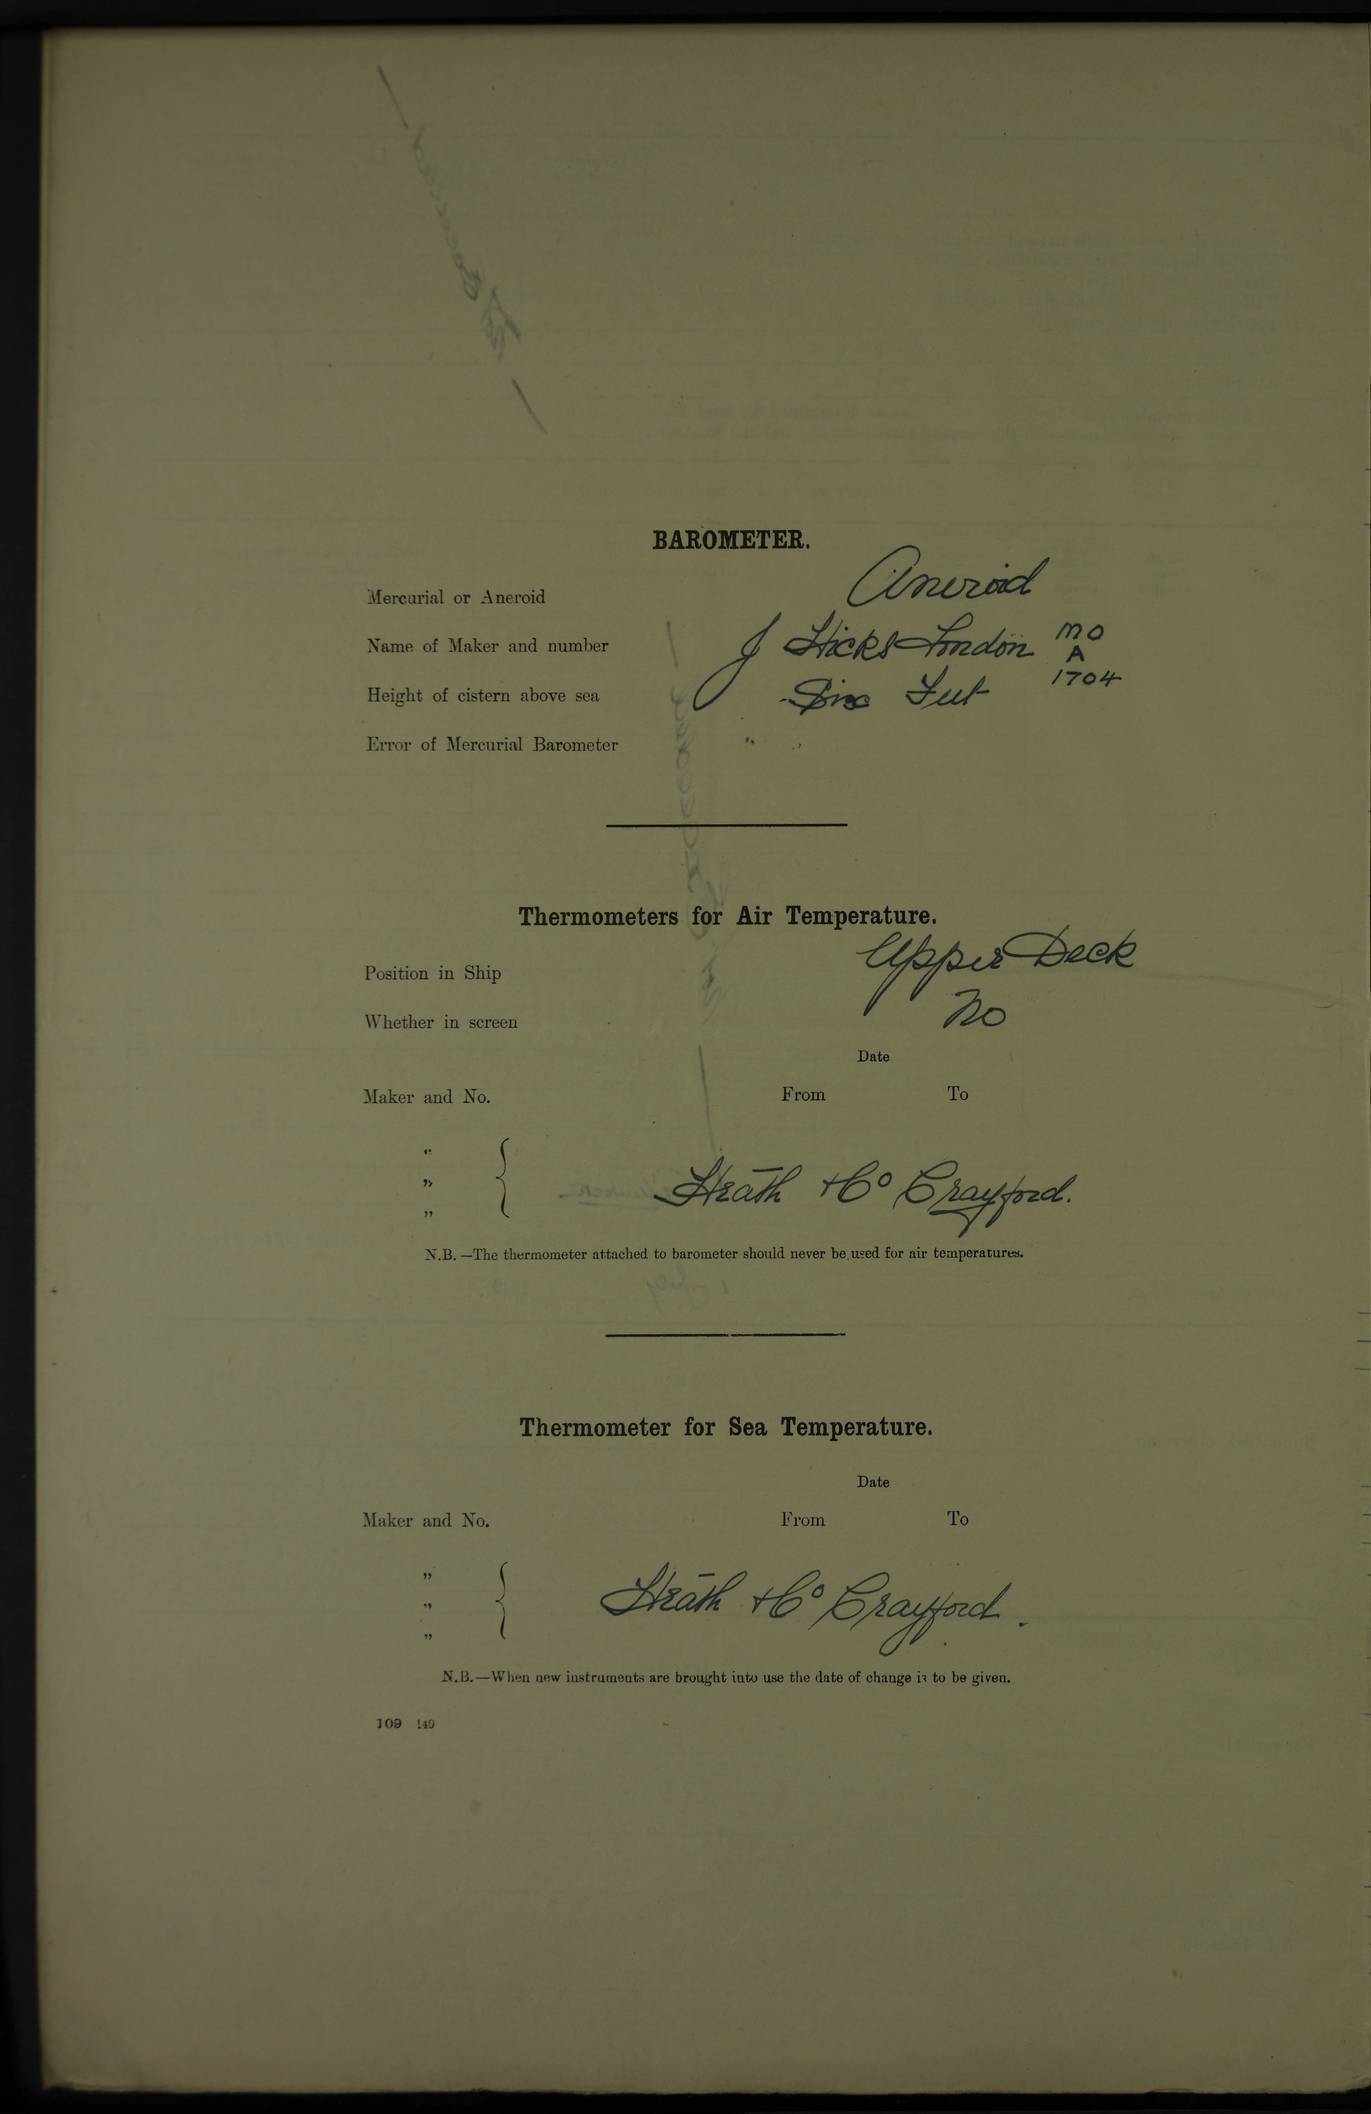 BAROMETER.
Mercurial or Aneroid Aneroid
Name of Maker and number J Hicks London MO A 1704
Height of cistern above sea Six Feet
Error of Mercurial Barometer " "
Thermometers for Air Temperature.
Position in Ship Upper Deck
Whether in screen No
Date
Maker and No. From To
"
" { Heath & Co Crayford.
"
N.B.—The thermometer attached to barometer should never be used for air temperatures.
Thermometer for Sea Temperature.
Date
Maker and No. From To
"
" { Heath & Co Crayford.
"
N.B.—When new instruments are brought into use the date of change is to be given.
109 149